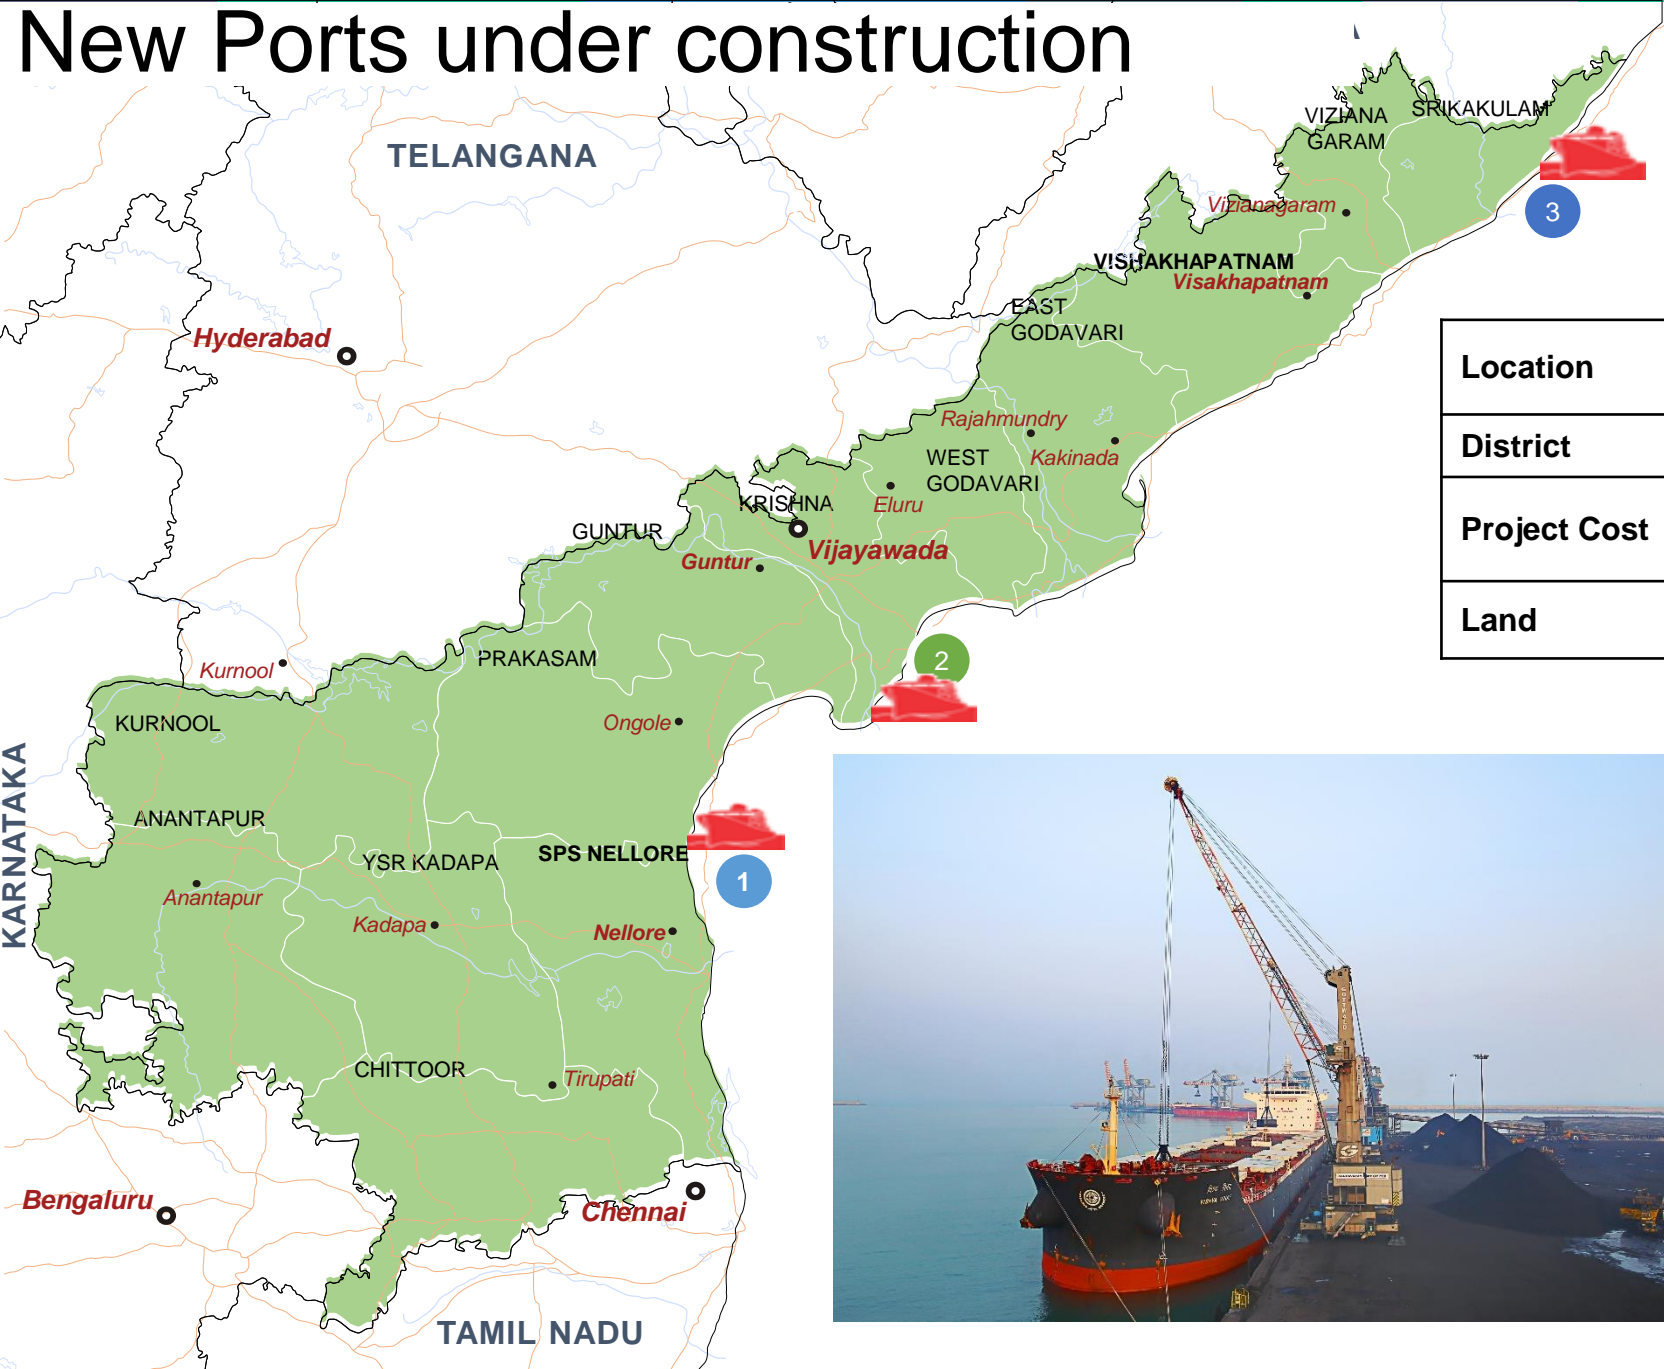 New Ports under construction
TELANGANA
VIZIANA
GARAM
SRIKAKULAM
Vizianagaram
3
VISHAKHAPATNAM
Visakhapatnam
EAST
GODAVARI
Hyderabad
Location
District
Project Cost
Land
Rajahmundry
Kakinada
WEST
GODAVARI
Eluru
KRISHNA
Vijayawada
GUNTUR
Guntur
2
Kurnool
PRAKASAM
KURNOOL
Ongole
KARNATAKA
ANANTAPUR
YSR KADAPA
SPS NELLORE
1
Anantapur
Kadapa
Nellore
CHITTOOR
Tirupati
Bengaluru
Chennai
TAMIL NADU